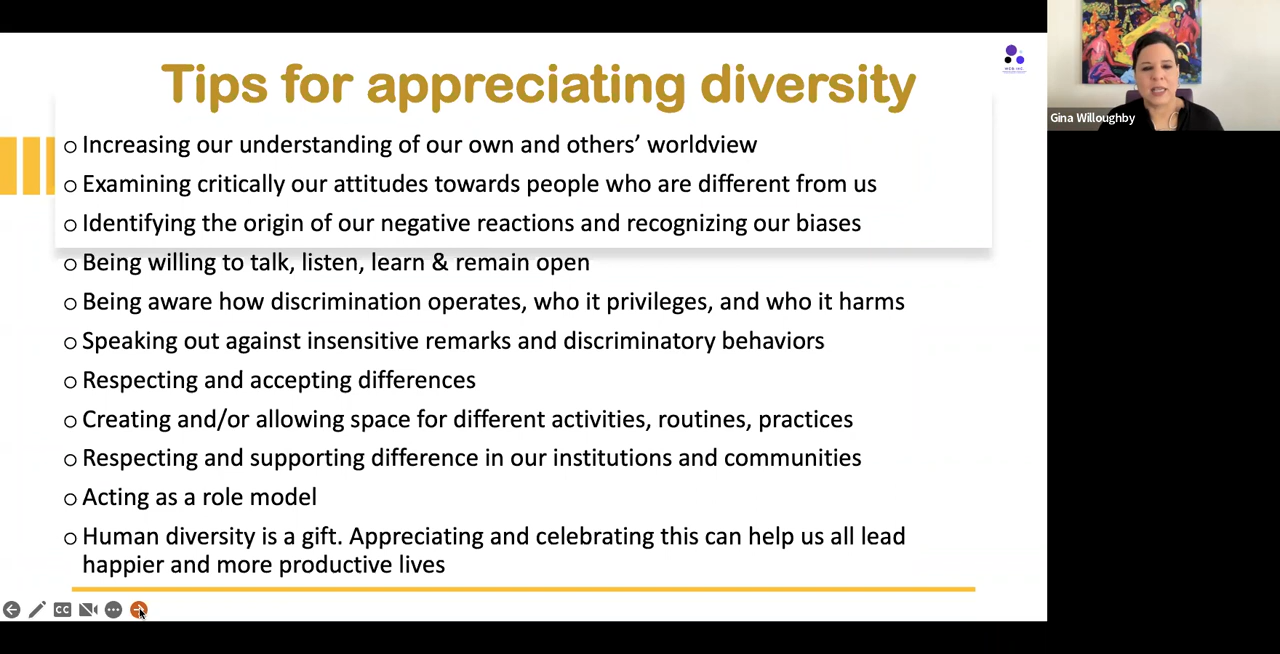 Tips for appreciating diversity
Gina Willoughby
o Increasing our understanding of our own and others’ worldview
o Examining critically our attitudes towards people who are different from us
o Identifying the origin of our negative reactions and recognizing our biases
o Being willing to talk, listen, learn & remain open
o Being aware how discrimination operates, who it privileges, and who it harms
o Speaking out against insensitive remarks and discriminatory behaviors
o Respecting and accepting differences
o Creating and/or allowing space for different activities, routines, practices
o Respecting and supporting difference in our institutions and communities
o Acting as a role model
o Human diversity is a gift. Appreciating and celebrating this can help us all lead
happier and more productive lives
CC